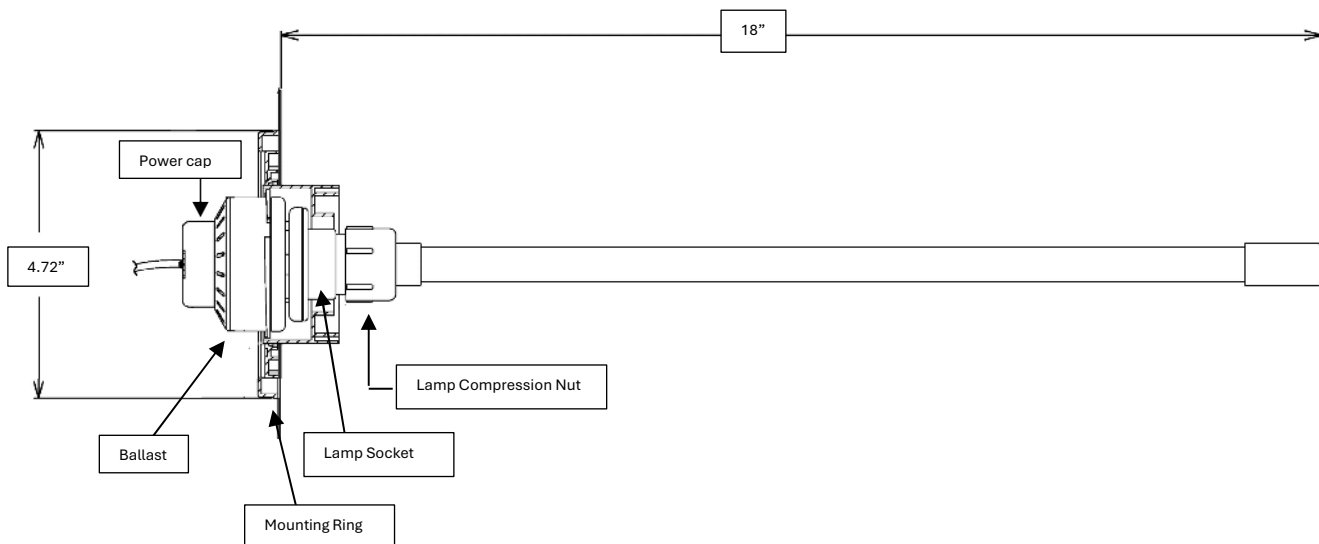 18”
Power cap
4.72”
Lamp Compression Nut
Ballast
Lamp Socket
Mounting Ring